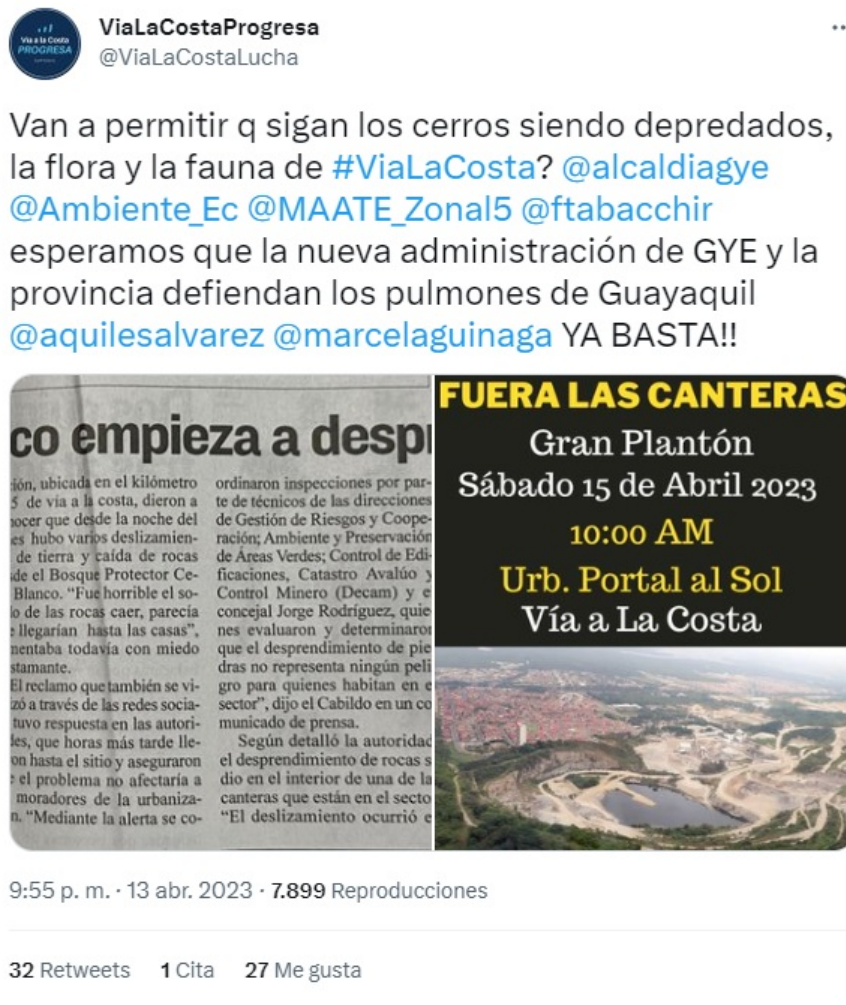 ViaLaCostaProgresa
@ViaLaCostaLucha
Vía a la Costa
PROGRESA
Van a permitir q sigan los cerros siendo depredados,
la flora y la fauna de #ViaLaCosta? @alcaldiagye
@Ambiente_Ec @MAATE_Zonal5 @ftabacchir
esperamos que la nueva administración de GYE y la
provincia defiendan los pulmones de Guayaquil
@aquilesalvarez @marcelaguinaga YA BASTA!!
co empieza a desp
ión, ubicada en el kilómetro
5 de vía a la costa, dieron a
ocer que desde la noche del
es hubo varios deslizamien-
de tierra y caída de rocas
de el Bosque Protector Ce-
Blanco. “Fue horrible el so-
o de las rocas caer, parecía
llegarían hasta las casas”,
mentaba todavía con miedo
stamante.
El reclamo que también se vi-
zó a través de las redes socia-
tuvo respuesta en las autori-
es, que horas más tarde lle-
on hasta el sitio y aseguraron
el problema no afectaría a
moradores de la urbaniza-
n. “Mediante la alerta se co-
ordinaron inspecciones por par-
te de técnicos de las direcciones
de Gestión de Riesgos y Coope-
ración; Ambiente y Preservación
de Áreas Verdes; Control de Edi-
ficaciones, Catastro Avalúo y
Control Minero (Decam) y e
concejal Jorge Rodríguez, quie-
nes evaluaron y determinaron
que el desprendimiento de pie
dras no representa ningún peli
gro para quienes habitan en e
sector”, dijo el Cabildo en un co
municado de prensa.
Según detalló la autoridad
el desprendimiento de rocas s
dio en el interior de una de la
canteras que están en el secto
“El deslizamiento ocurrió e
FUERA LAS CANTERAS
Gran Plantón
Sábado 15 de Abril 2023
10:00 AM
Urb. Portal al Sol
Vía a La Costa
9:55 p. m. · 13 abr. 2023 · 7.899 Reproducciones
32 Retweets 1 Cita 27 Me gusta